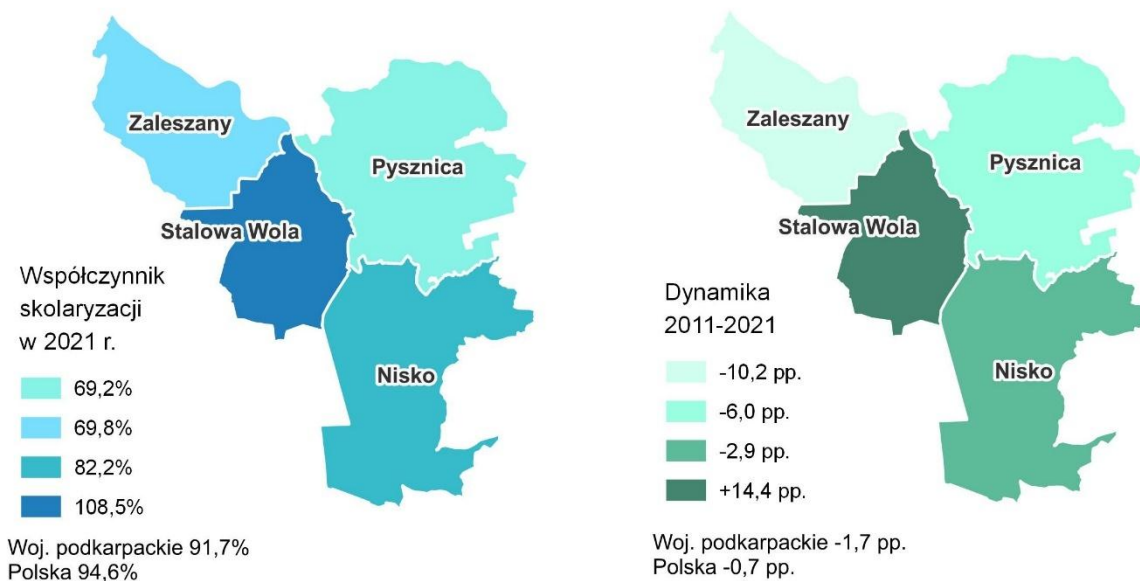 Zaleszany
Pysznica
Stalowa Wola
Nisko
Współczynnik
skolaryzacji
w 2021 r.
69,2%
69,8%
82,2%
108,5%
Woj. podkarpackie 91,7%
Polska 94,6%
Zaleszany
Pysznica
Stalowa Wola
Nisko
Dynamika
2011-2021
-10,2 pp.
-6,0 pp.
-2,9 pp.
+14,4 pp.
Woj. podkarpackie -1,7 pp.
Polska -0,7 pp.